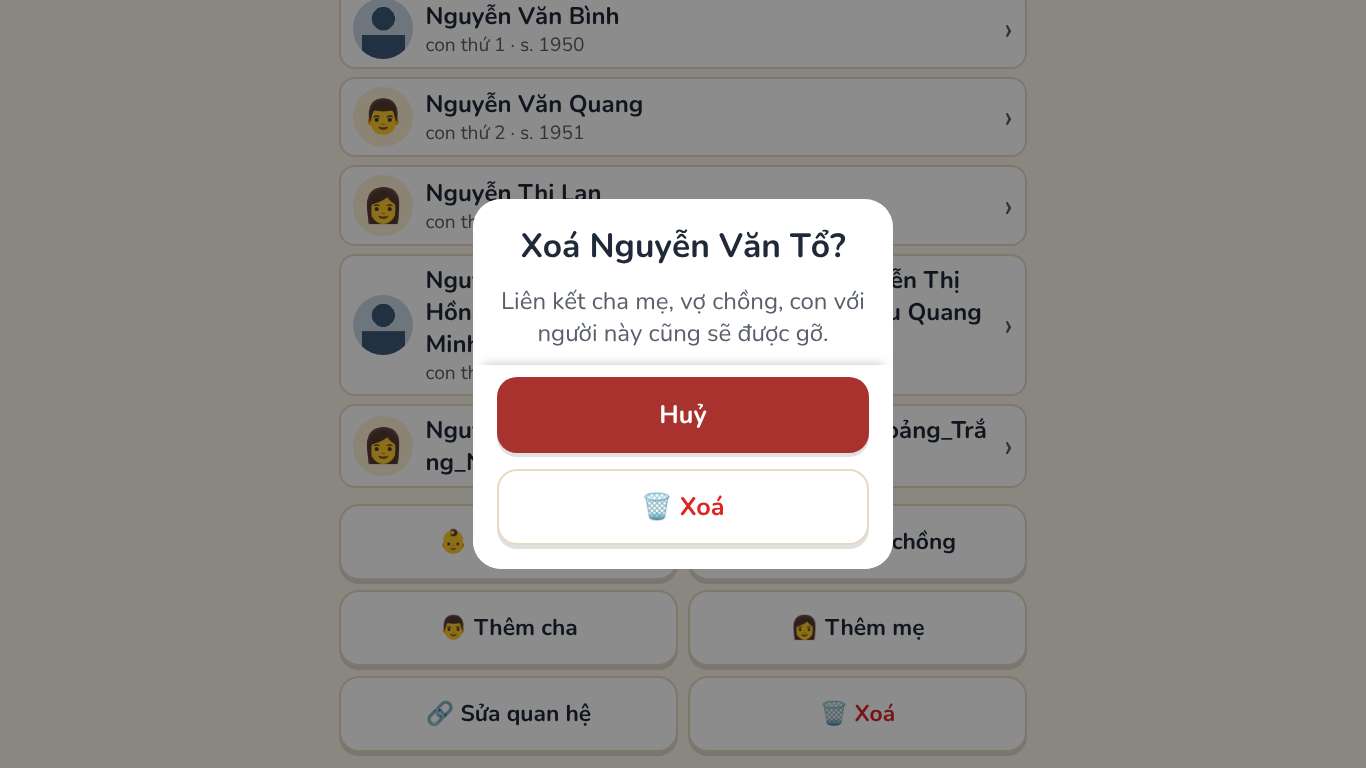 Nguyễn Văn Bình
con thứ 1 · s. 1950
›
Nguyễn Văn Quang
con thứ 2 · s. 1951
›
Nguyễn Thị Lan
›
Xoá Nguyễn Văn Tổ?
Liên kết cha mẹ, vợ chồng, con với
người này cũng sẽ được gỡ.
Thị
Quang
›
›
Huỷ
🗑️ Xoá
chồng
👨 Thêm cha
👩 Thêm mẹ
🔗 Sửa quan hệ
🗑️ Xoá